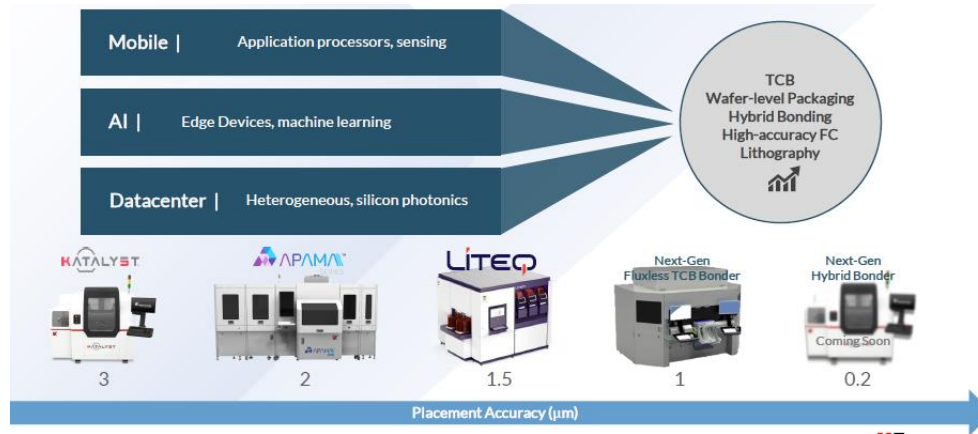 Mobile | Application processors, sensing
AI | Edge Devices, machine learning
Datacenter | Heterogeneous, silicon photonics
TCB
Wafer-level Packaging
Hybrid Bonding
High-accuracy FC
Lithography
KATALYST
APAMA
LITEQ
Next-Gen
Fluxless TCB Bonder
Next-Gen
Hybrid Bonder
KATALYST
APAMA
Coming Soon
3
2
1.5
1
0.2
Placement Accuracy (μm)